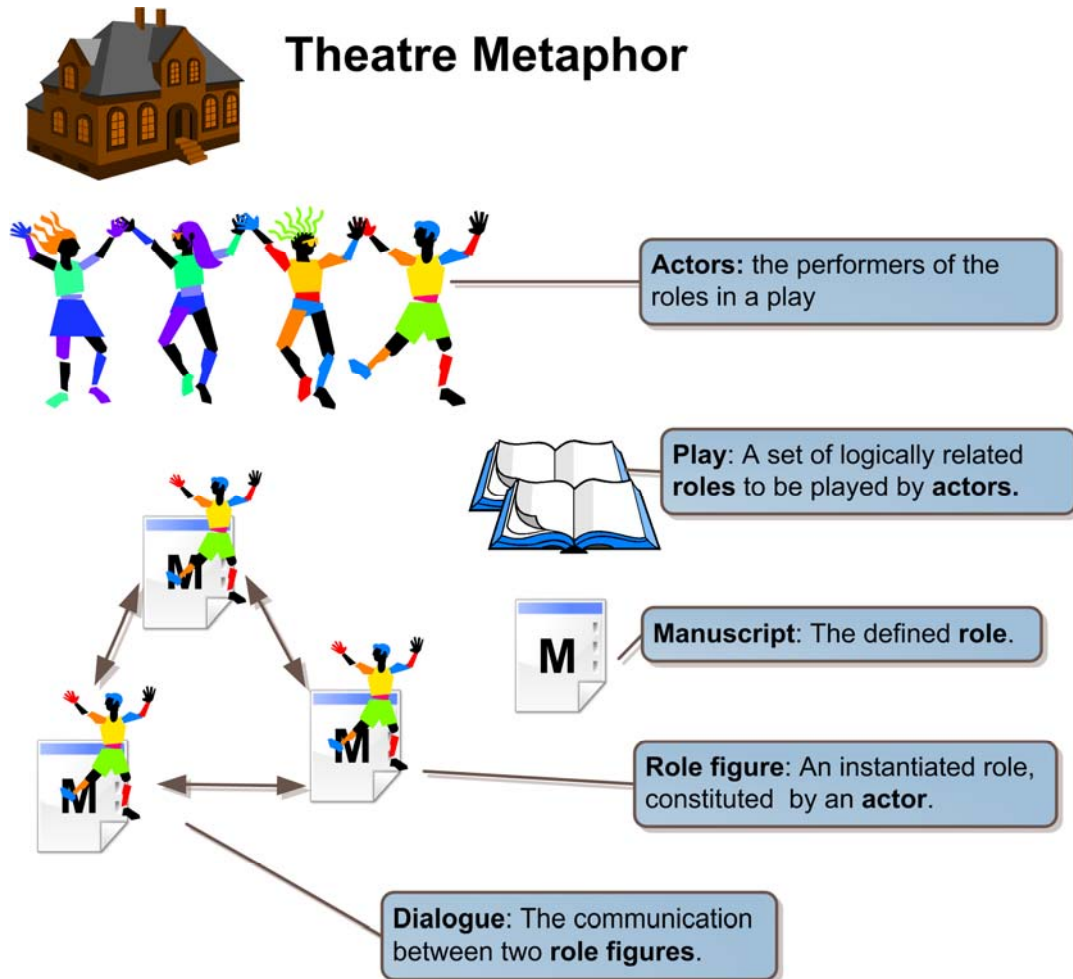 Theatre Metaphor
Actors: the performers of the
roles in a play
Play: A set of logically related
roles to be played by actors.
M
M
Manuscript: The defined role.
M
M
Role figure: An instantiated role,
constituted by an actor.
Dialogue: The communication
between two role figures.